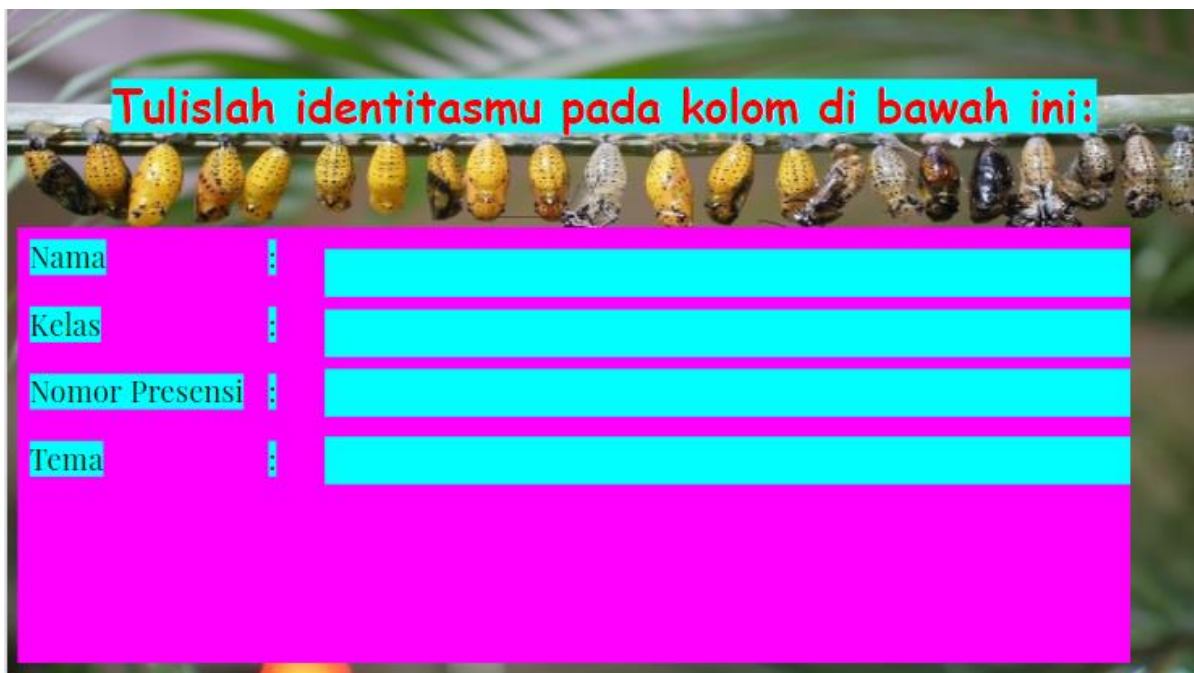 Tulislah identitasmu pada kolom di bawah ini:
Nama :
Kelas :
Nomor Presensi :
Tema :